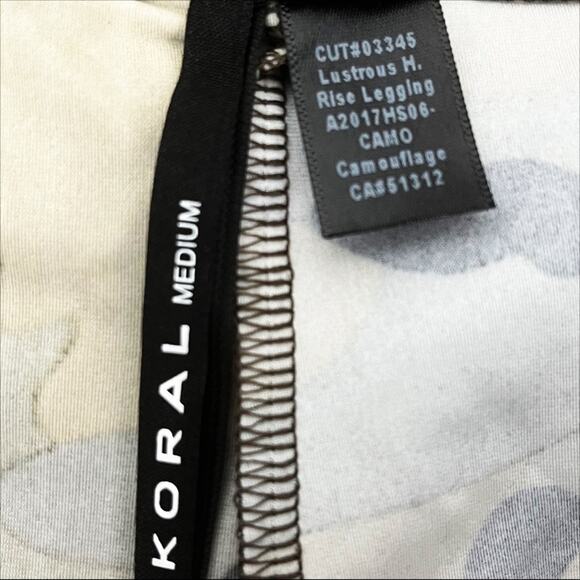 CUT#03345
Lustrous H.
Rise Legging
A2017HS06-
CAMO
Camouflage
CA#51312
KORAL MEDIUM